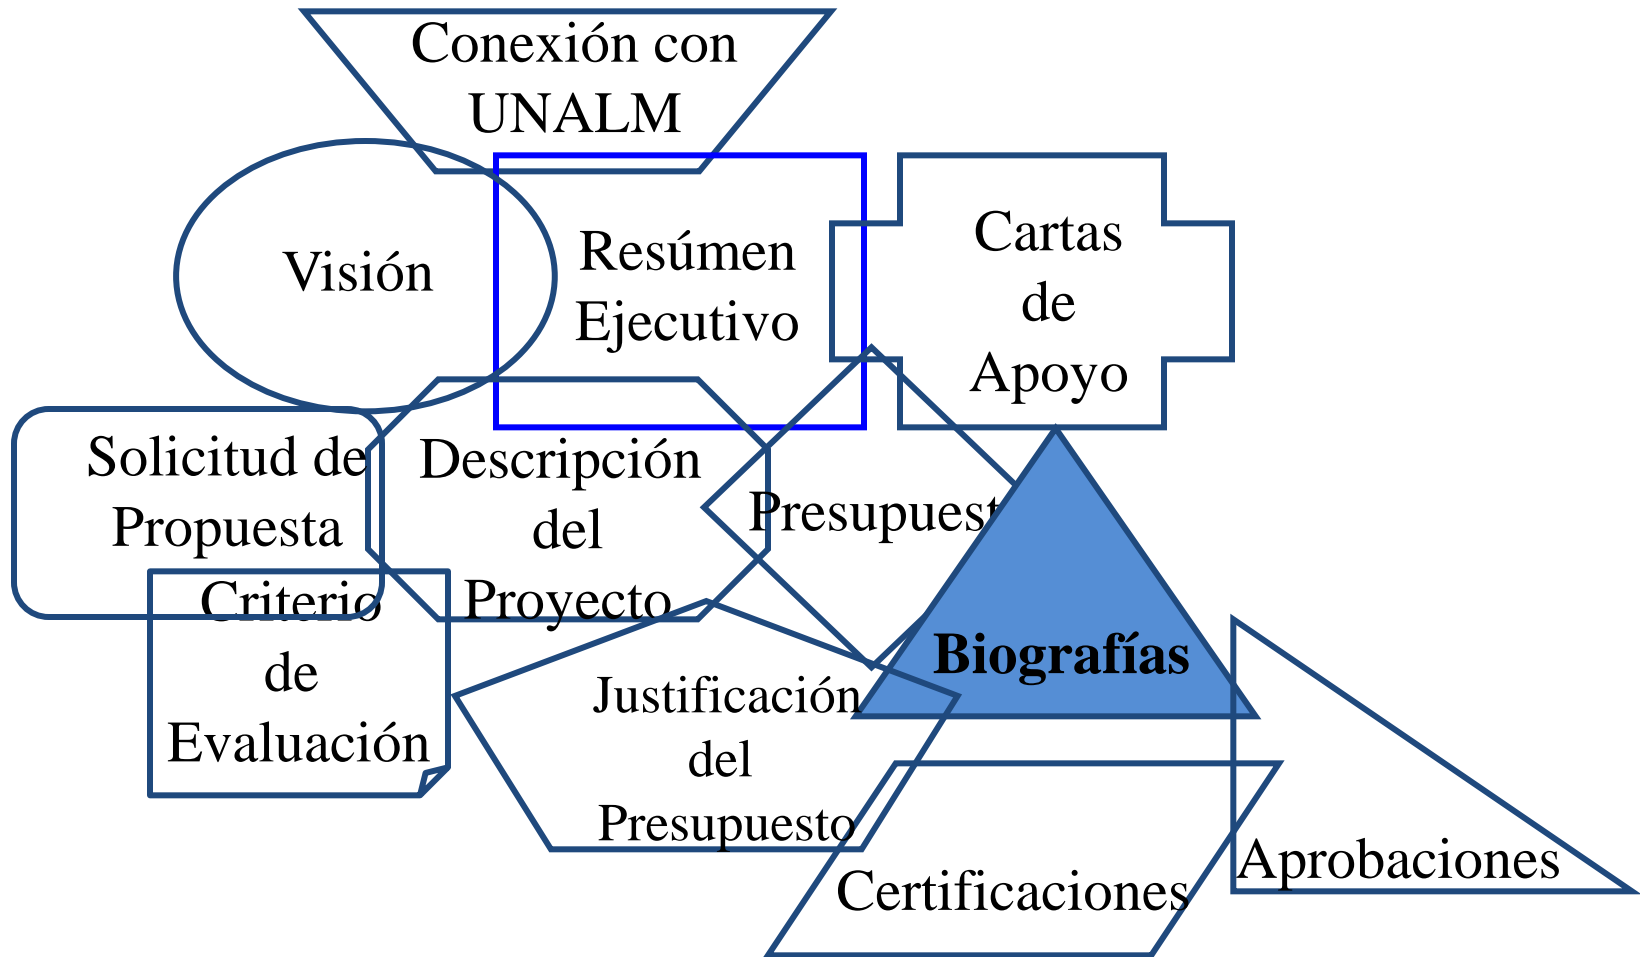 Conexión con
UNALM
Visión
Resúmen
Ejecutivo
Cartas
de
Apoyo
Solicitud de
Propuesta
Descripción
del
Proyecto
Presupuest
Biografías
Criterio
de
Evaluación
Justificación
del
Presupuesto
Certificaciones
Aprobaciones